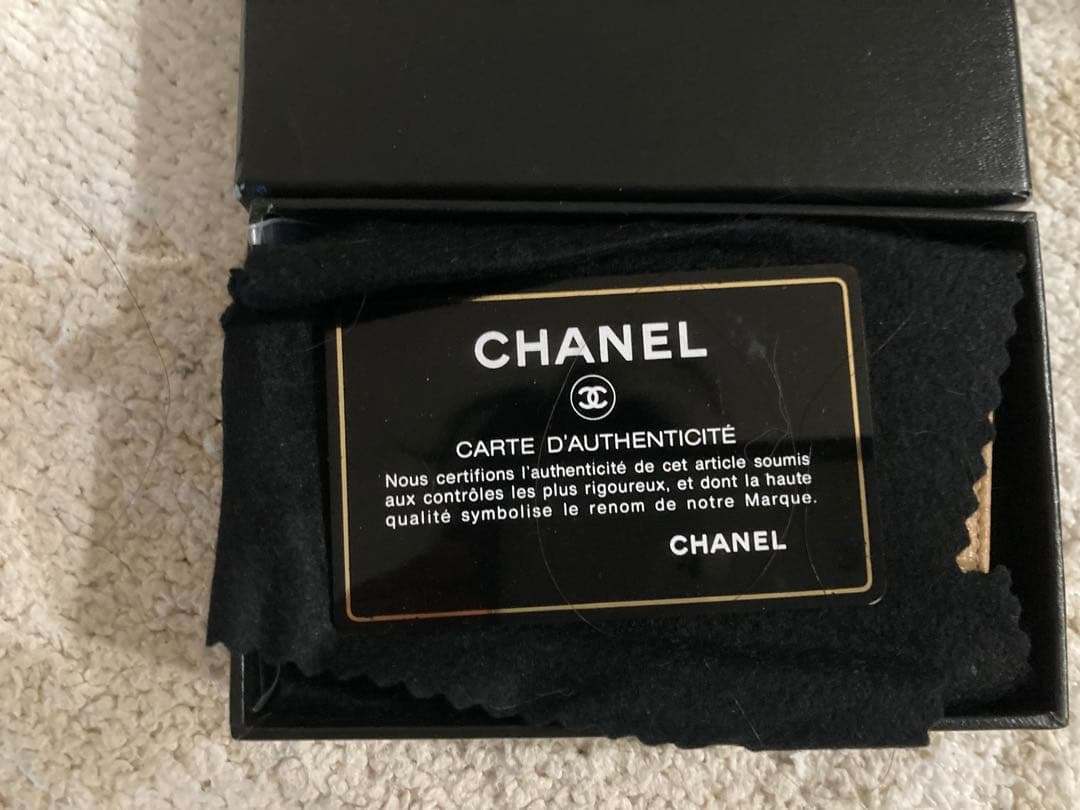 CHANEL
CARTE D'AUTHENTICITÉ
Nous certifions l'authenticité de cet article soumis
aux contrôles les plus rigoureux, et dont la haute
qualité symbolise le renom de notre Marque.
CHANEL